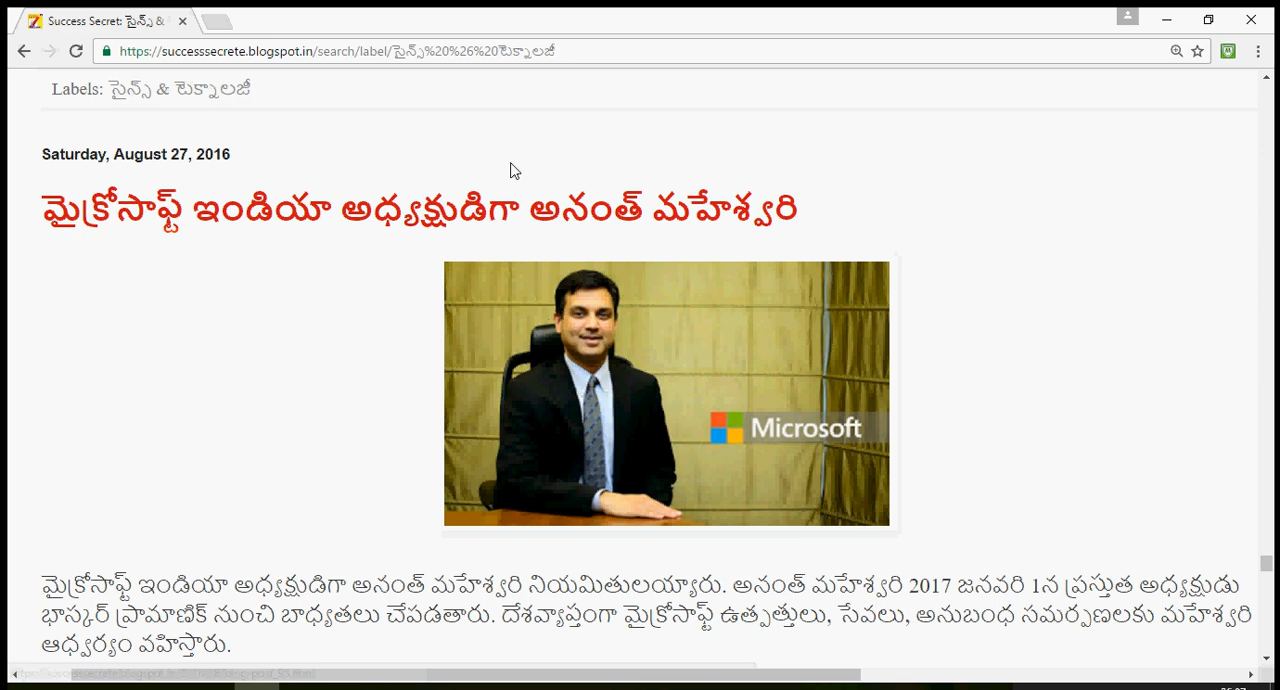 Success Secret: సైన్స్ &
https://successsecrete.blogspot.in/search/label/సైన్స్%20%26%20టెక్నాలజీ
Labels: సైన్స్ & టెక్నాలజీ
Saturday, August 27, 2016
మైక్రోసాఫ్ట్ ఇండియా అధ్యక్షుడిగా అనంత్ మహేశ్వరి
Microsoft
మైక్రోసాఫ్ట్ ఇండియా అధ్యక్షుడిగా అనంత్ మహేశ్వరి నియమితులయ్యారు. అనంత్ మహేశ్వరి 2017 జనవరి 1న ప్రస్తుత అధ్యక్షుడు
భాస్కర్ ప్రామాణిక్ నుంచి బాధ్యతలు చేపడతారు. దేశవ్యాప్తంగా మైక్రోసాఫ్ట్ ఉత్పత్తులు, సేవలు, అనుబంధ సమర్పణలకు మహేశ్వరి
ఆధ్వర్యం వహిస్తారు.